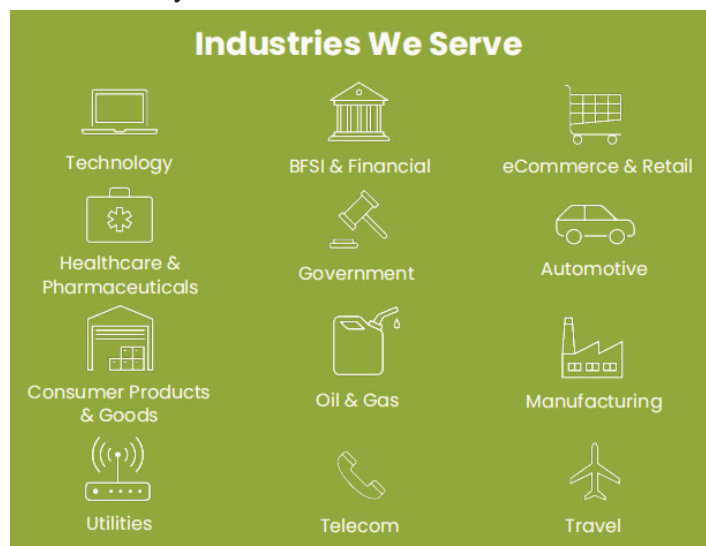 Industries We Serve
Technology
BFSI & Financial
eCommerce & Retail
Healthcare &
Pharmaceuticals
Government
Automotive
Consumer Products
& Goods
Oil & Gas
Manufacturing
Utilities
Telecom
Travel